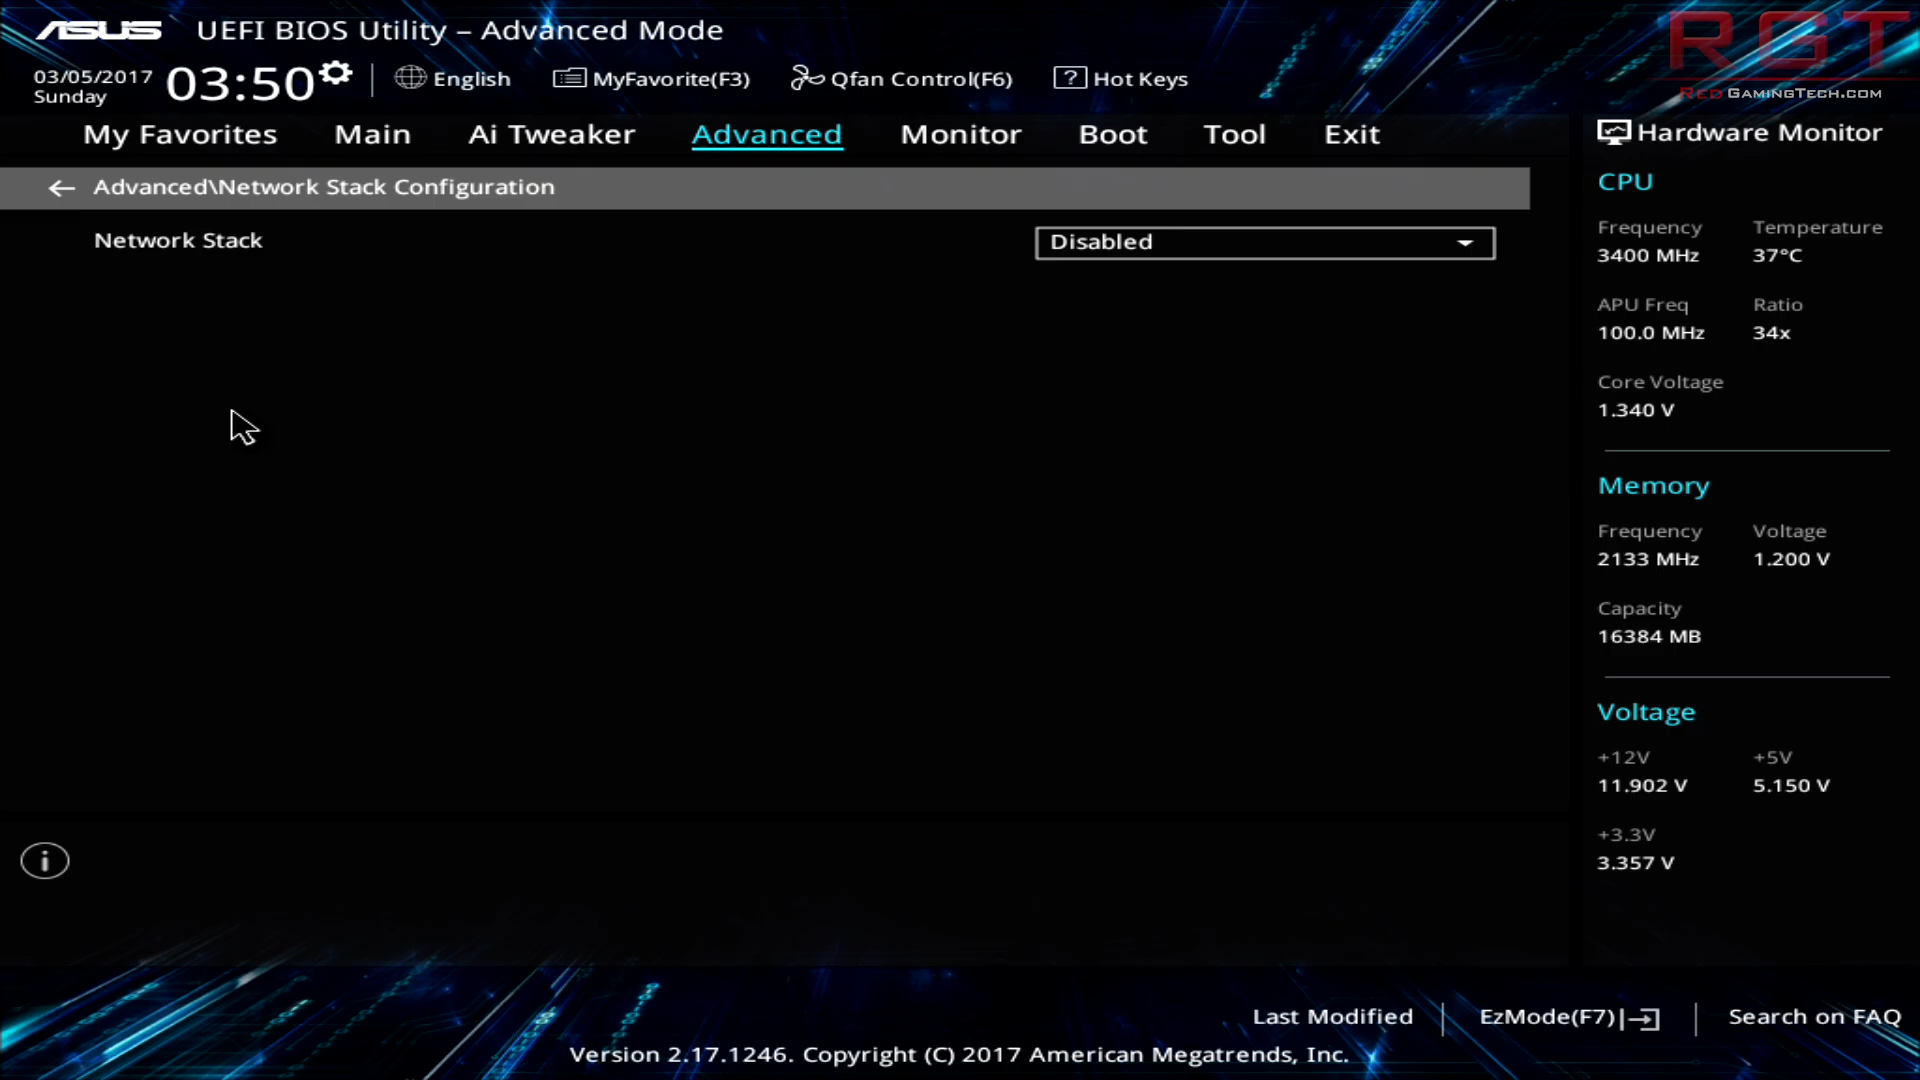 ASUS UEFI BIOS Utility – Advanced Mode
RGT
RED GAMINGTECH.COM
03/05/2017
Sunday
03:50
English
MyFavorite(F3)
Qfan Control(F6)
? Hot Keys
My Favorites Main Ai Tweaker Advanced Monitor Boot Tool Exit
Advanced\Network Stack Configuration
Network Stack Disabled
Hardware Monitor
CPU
Frequency Temperature
3400 MHz 37°C
APU Freq Ratio
100.0 MHz 34x
Core Voltage
1.340 V
Memory
Frequency Voltage
2133 MHz 1.200 V
Capacity
16384 MB
Voltage
+12V +5V
11.902 V 5.150 V
+3.3V
3.357 V
i
Last Modified EzMode(F7) Search on FAQ
Version 2.17.1246. Copyright (C) 2017 American Megatrends, Inc.